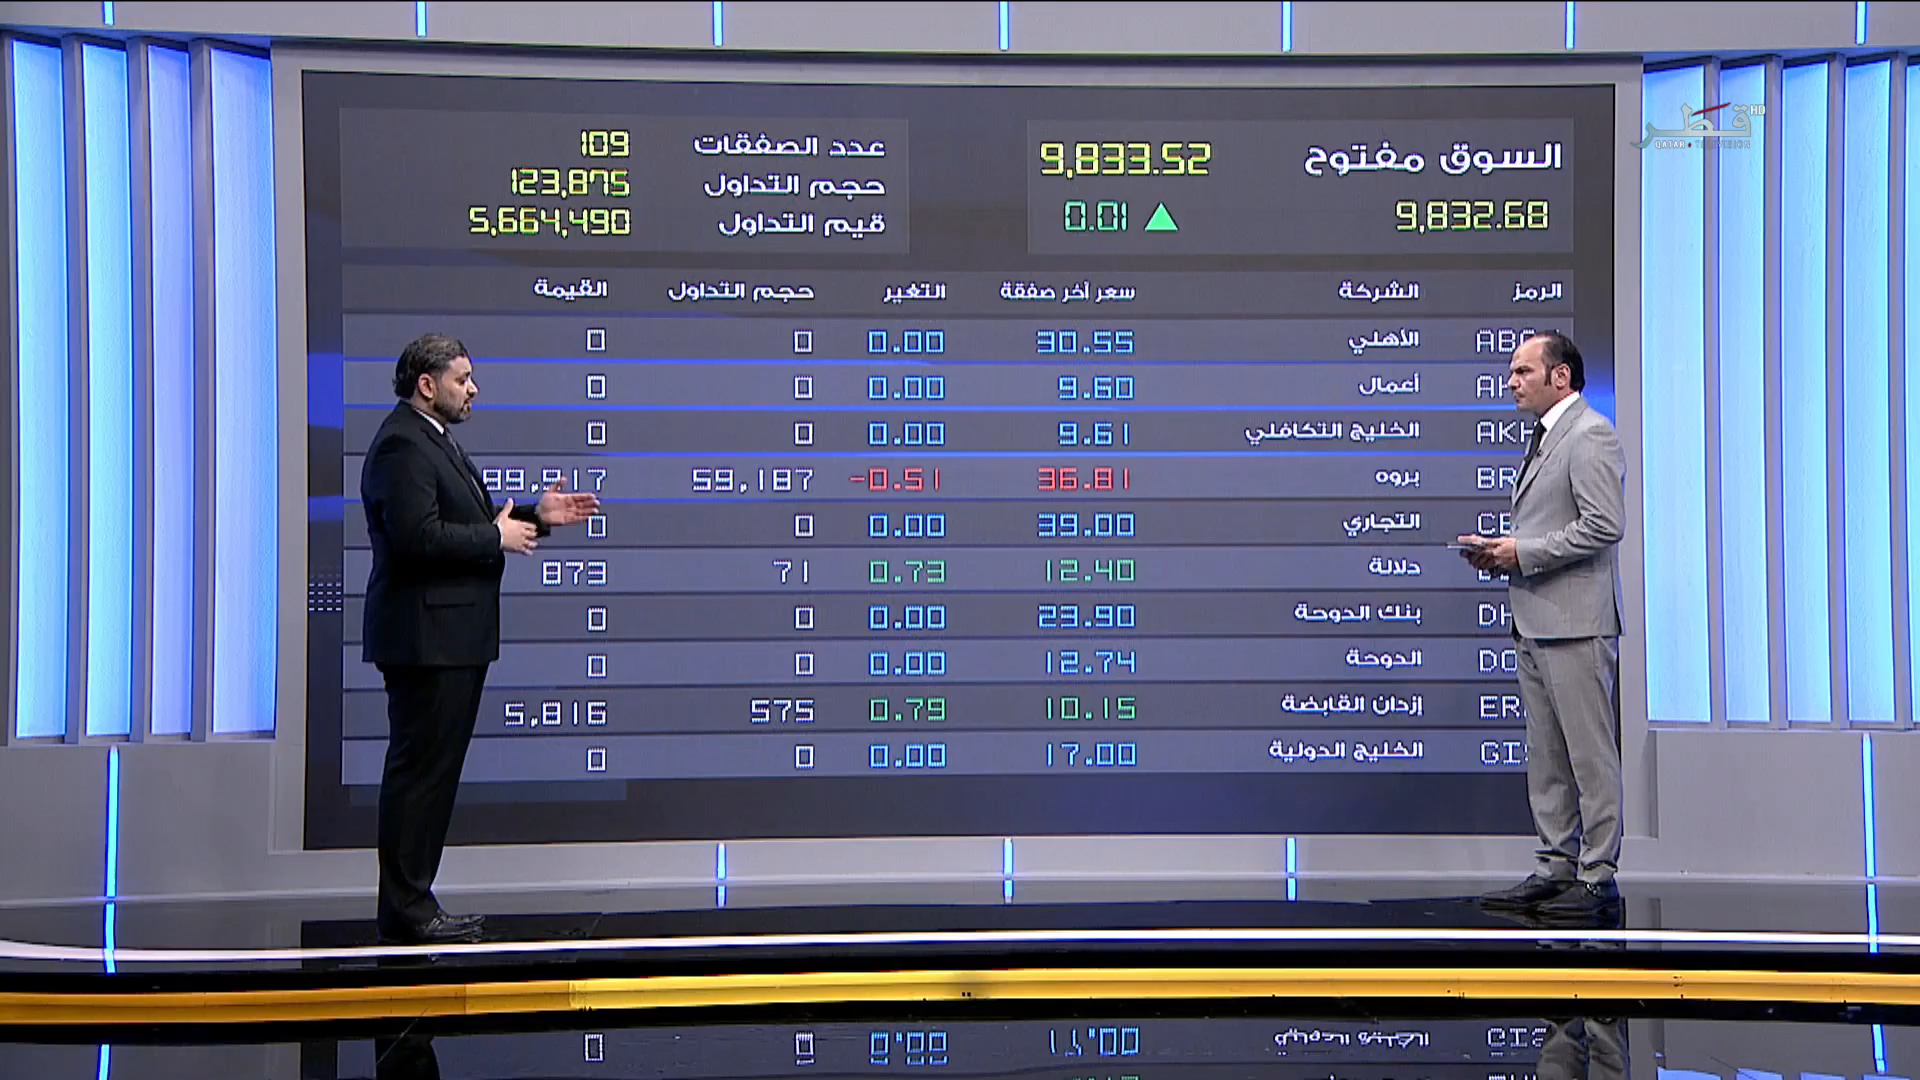 قطر HD
QATAR TELEVISION
السوق مفتوح 9,833.52
9,832.68 ▲ 0.01
عدد الصفقات 109
حجم التداول 123,875
قيم التداول 5,664,490
الرمز الشركة سعر آخر صفقة التغير حجم التداول القيمة
الأهلي 30.55 0.00 0 0
أعمال 9.60 0.00 0 0
AKH الخليج التكافلي 9.61 0.00 0 0
بروه 36.81 -0.51 59,187
التجاري 39.00 0.00 0 0
دلالة 12.40 0.73 71 873
بنك الدوحة 23.90 0.00 0 0
الدوحة 12.74 0.00 0 0
إزدان القابضة 10.15 0.79 575 5,816
الخليج الدولية 17.00 0.00 0 0